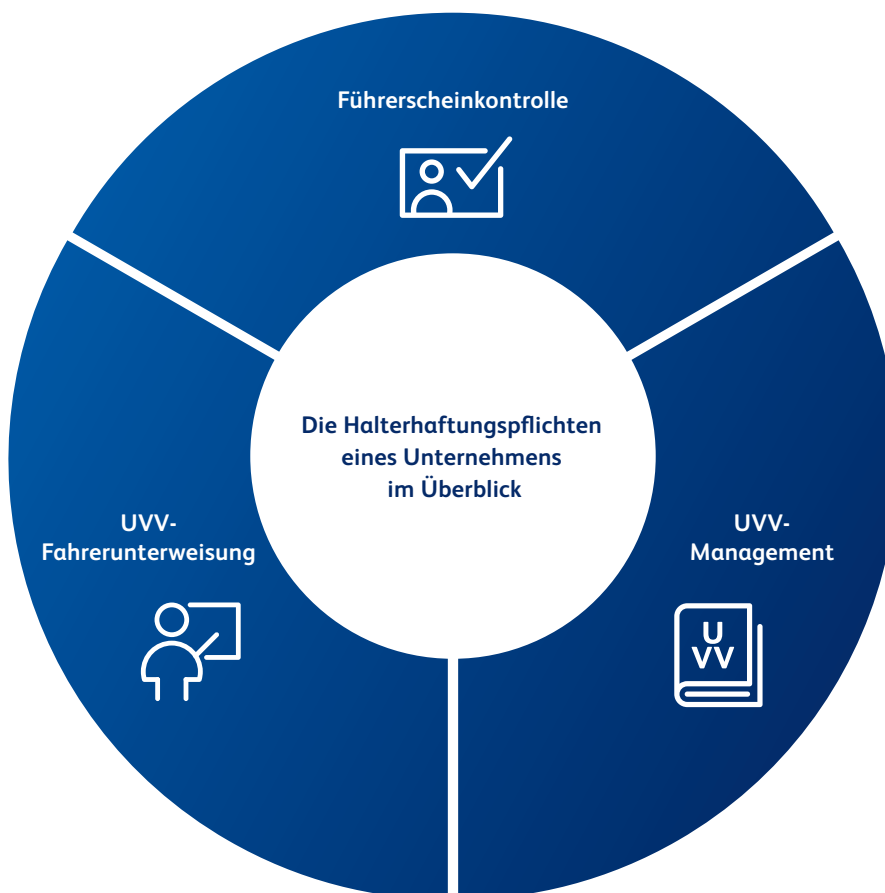 Führerscheinkontrolle
Die Halterhaftungspflichten
eines Unternehmens
im Überblick
UVV-
Fahrerunterweisung
UVV-
Management
U
VV